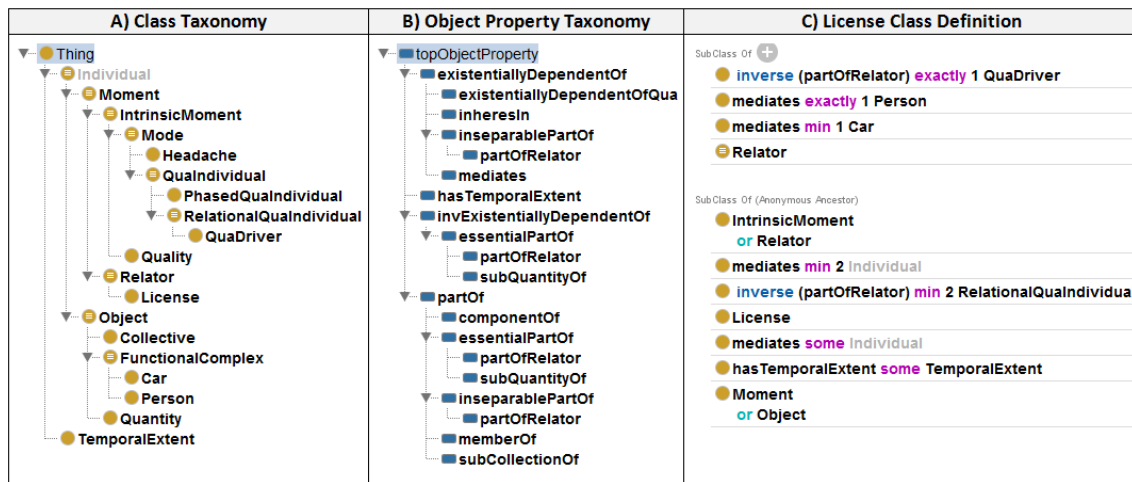 A) Class Taxonomy
Thing
Individual
Moment
IntrinsicMoment
Mode
Headache
QuaIndividual
PhasedQuaIndividual
RelationalQuaIndividual
QuaDriver
Quality
Relator
License
Object
Collective
FunctionalComplex
Car
Person
Quantity
TemporalExtent
B) Object Property Taxonomy
topObjectProperty
existentiallyDependentOf
existentiallyDependentOfQua
inheresIn
inseparablePartOf
partOfRelator
mediates
hasTemporalExtent
invExistentiallyDependentOf
essentialPartOf
partOfRelator
subQuantityOf
partOf
componentOf
essentialPartOf
partOfRelator
subQuantityOf
inseparablePartOf
partOfRelator
memberOf
subCollectionOf
C) License Class Definition
SubClass Of
inverse (partOfRelator) exactly 1 QuaDriver
mediates exactly 1 Person
mediates min 1 Car
Relator
SubClass Of (Anonymous Ancestor)
IntrinsicMoment
or Relator
mediates min 2 Individual
inverse (partOfRelator) min 2 RelationalQuaIndividua
License
mediates some Individual
hasTemporalExtent some TemporalExtent
Moment
or Object